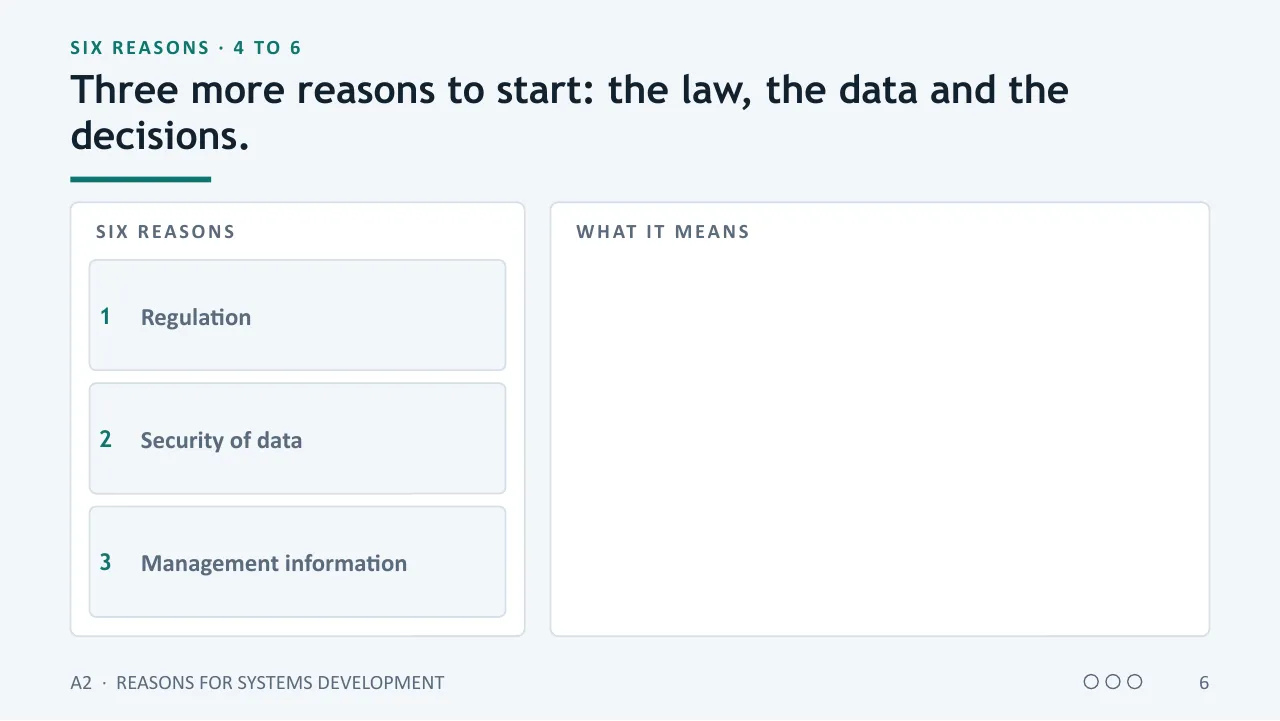 SIX REASONS · 4 TO 6
Three more reasons to start: the law, the data and the
decisions.
SIX REASONS
1 Regulation
2 Security of data
3 Management information
WHAT IT MEANS
A2 · REASONS FOR SYSTEMS DEVELOPMENT
6